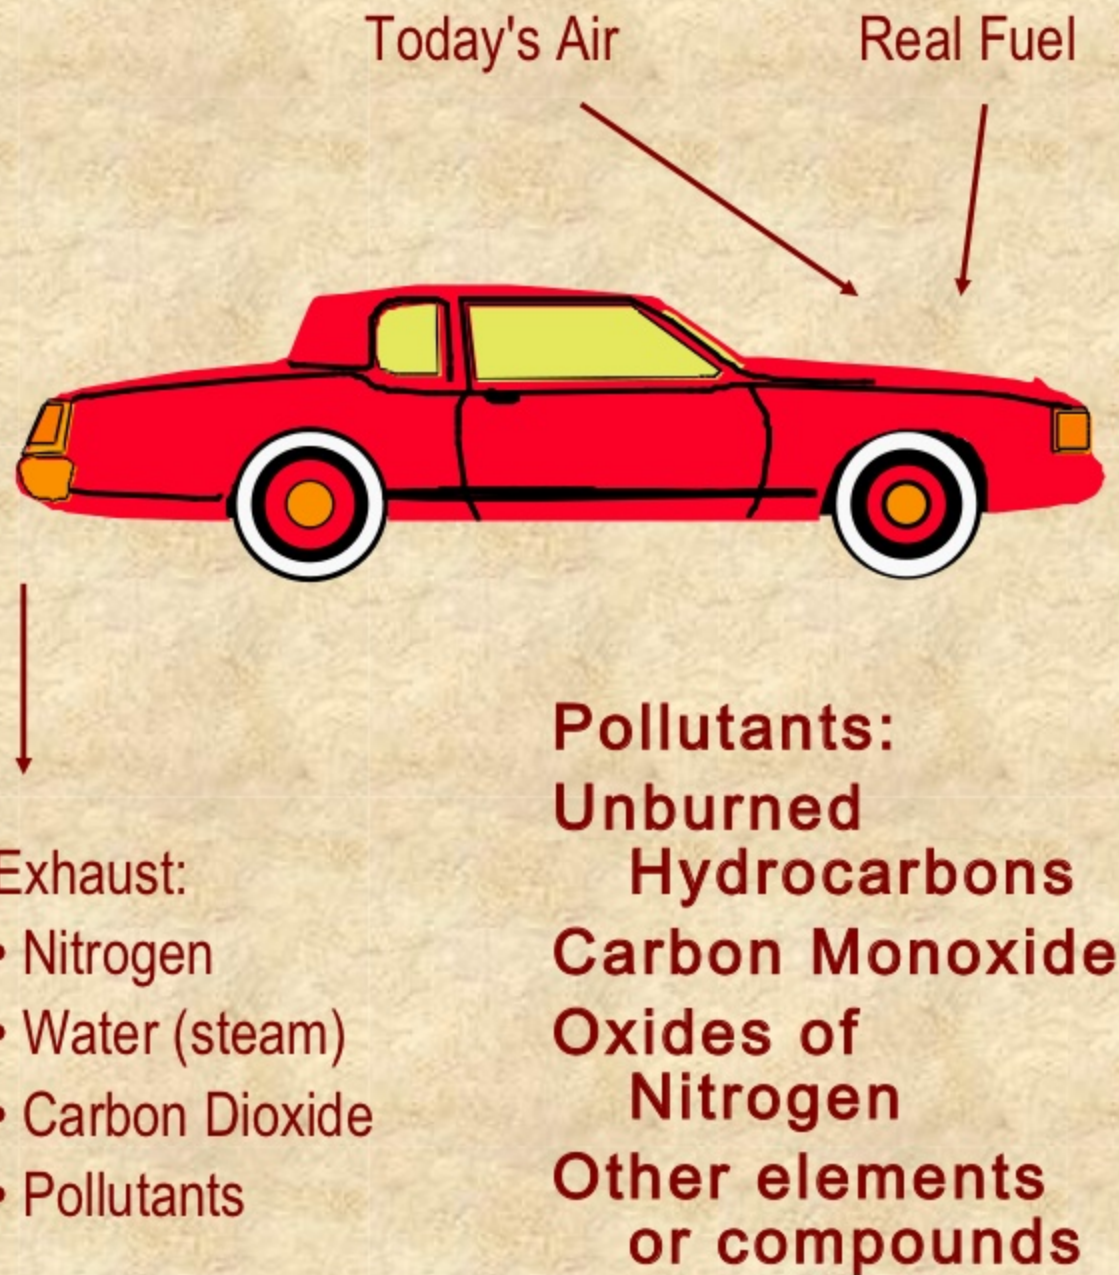 Today's Air
Real Fuel
Exhaust:
• Nitrogen
• Water (steam)
• Carbon Dioxide
• Pollutants
Pollutants:
Unburned
Hydrocarbons
Carbon Monoxide
Oxides of
Nitrogen
Other elements
or compounds